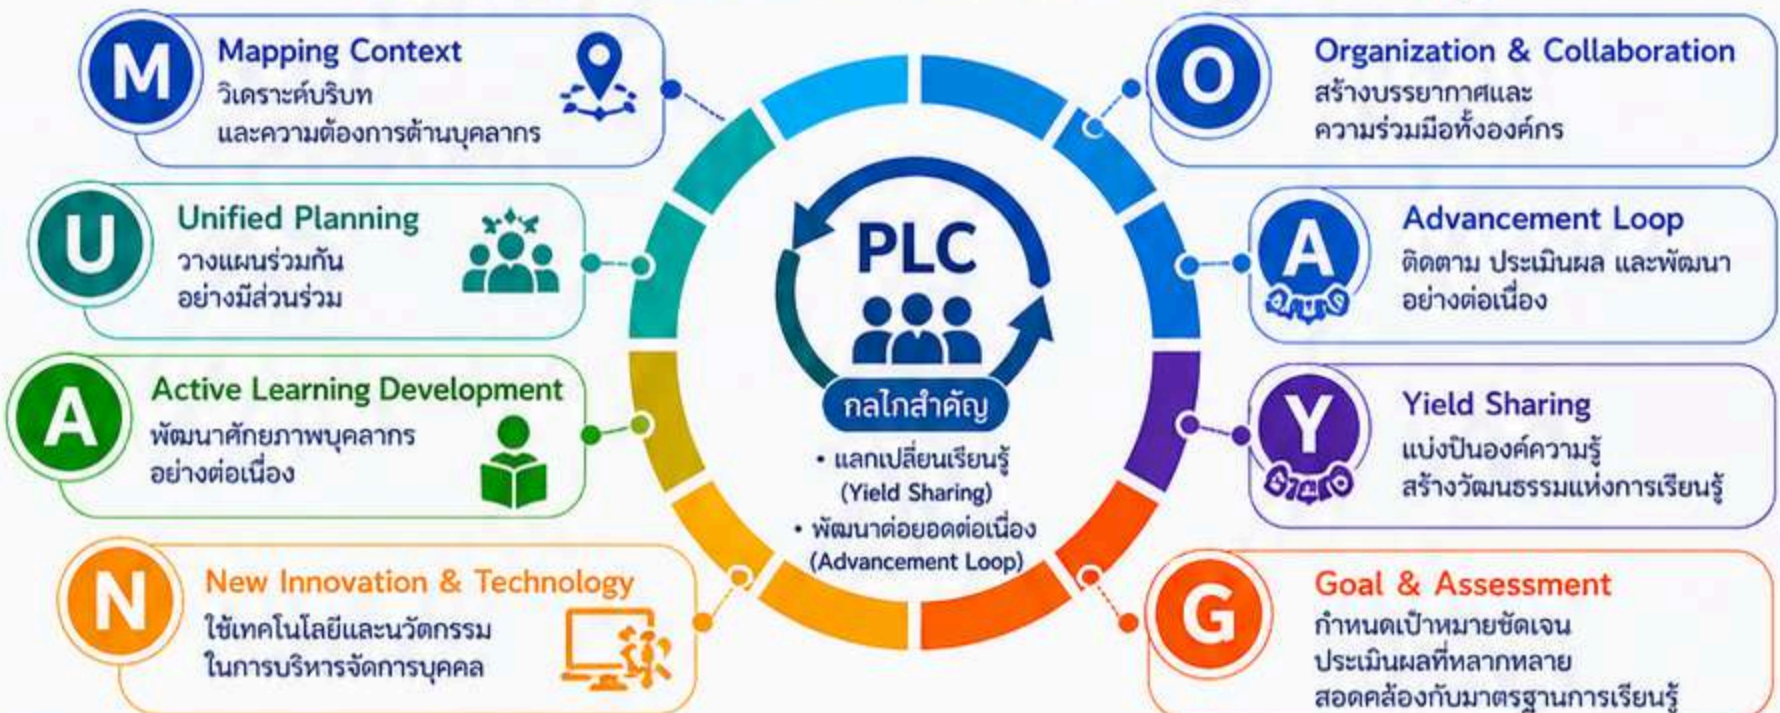 M
Mapping Context
วิเคราะค์บริบท
และความต้องการด้านบุคลากร
U
Unified Planning
วางแผนร่วมกัน
อย่างมีส่วนร่วม
A
Active Learning Development
พัฒนาศักยภาพบุคลากร
อย่างต่อเนื่อง
N
New Innovation & Technology
ใช้เทคโนโลยีและนวัตกรรม
ในการบริหารจัดการบุคคล
PLC
กลไกสำคัญ
• แลกเปลี่ยนเรียนรู้
(Yield Sharing)
• พัฒนาต่อยอดต่อเนื่อง
(Advancement Loop)
O
Organization & Collaboration
สร้างบรรยากาศและ
ความร่วมมือทั้งองค์กร
A
Advancement Loop
ติดตาม ประเมินผล และพัฒนา
อย่างต่อเนื่อง
Y
Yield Sharing
แบ่งปันองค์ความรู้
สร้างวัฒนธรรมแห่งการเรียนรู้
G
Goal & Assessment
กำหนดเป้าหมายชัดเจน
ประเมินผลที่หลากหลาย
สอดคล้องกับมาตรฐานการเรียนรู้